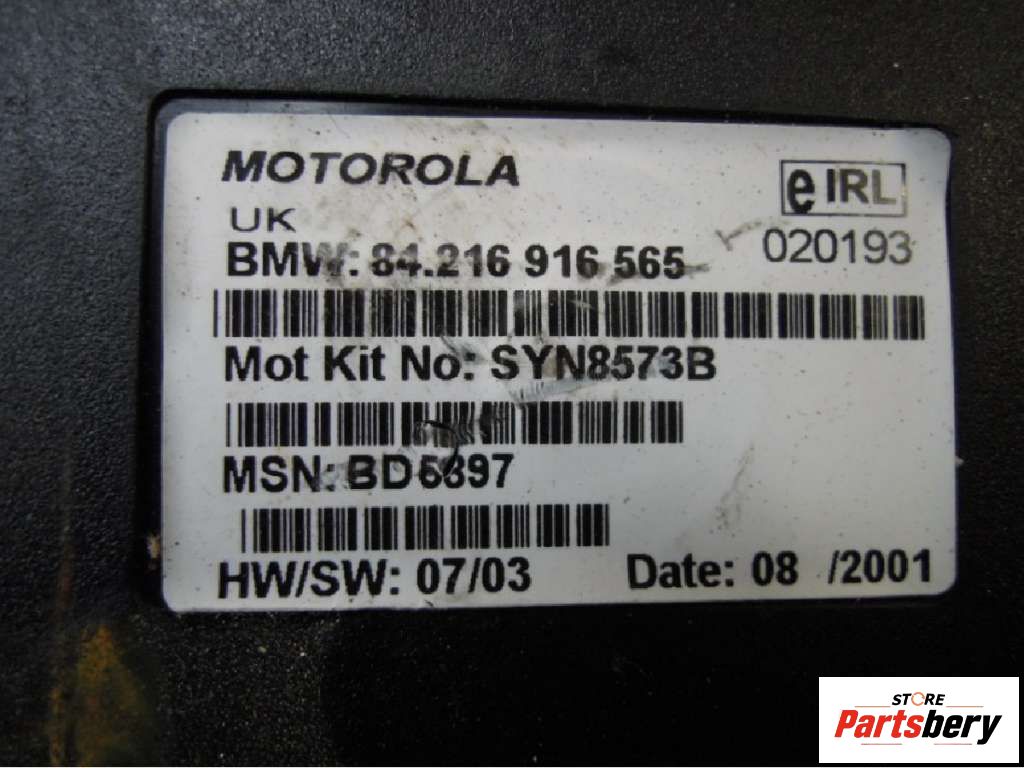 MOTOROLA
e IRL
UK
020193
BMW: 84.216 916 565
Mot Kit No: SYN8573B
MSN: BD5397
HW/SW: 07/03 Date: 08 /2001
STORE
Partsbery